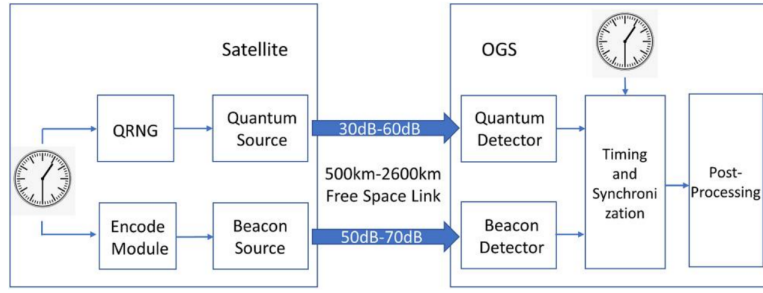 Satellite
OGS
QRNG
Quantum
Source
30dB-60dB
Quantum
Detector
500km-2600km
Free Space Link
Timing
and
Synchroni
zation
Post-
Processing
Encode
Module
Beacon
Source
50dB-70dB
Beacon
Detector